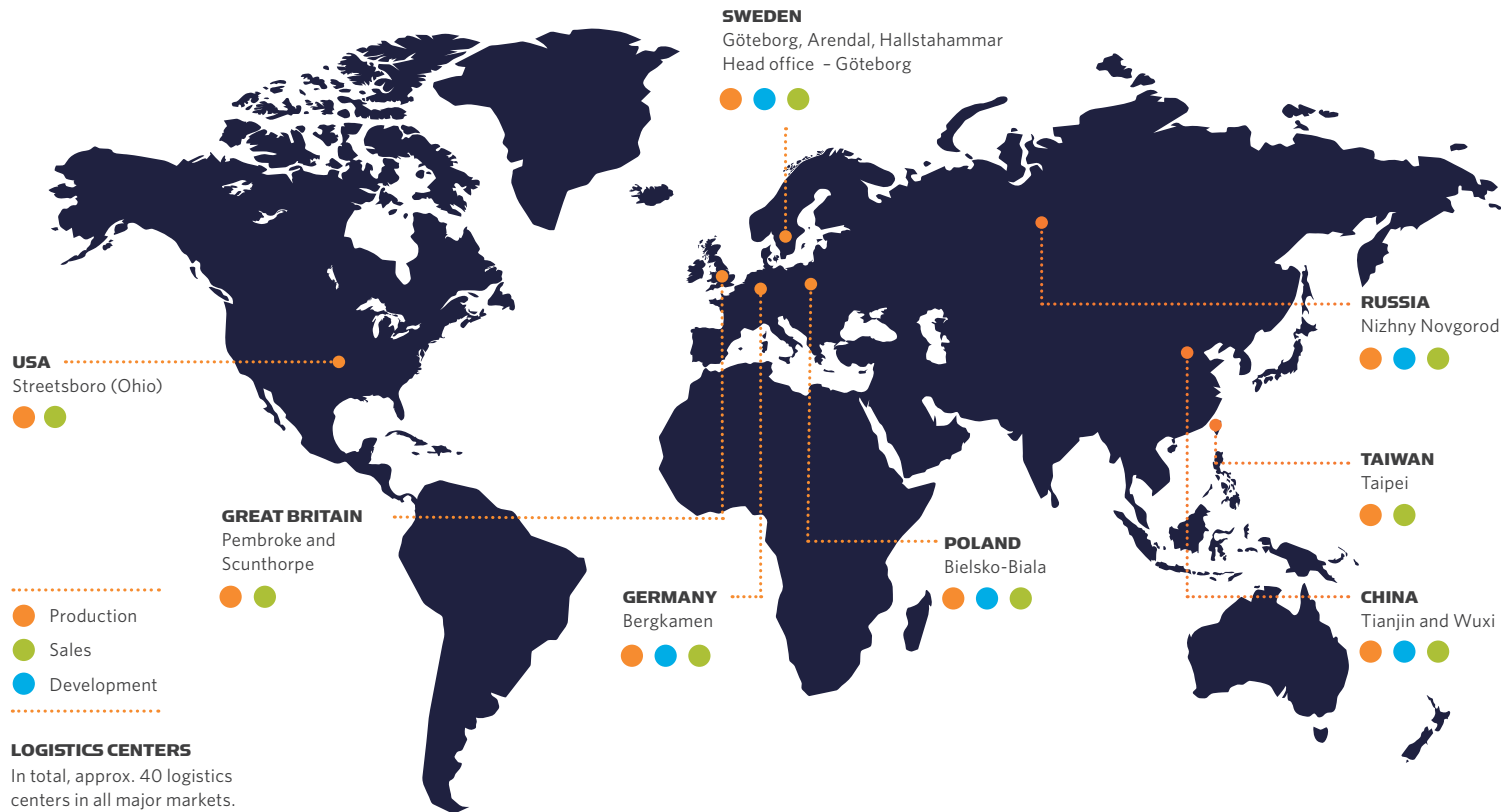 SWEDEN
Göteborg, Arendal, Hallstahammar
Head office – Göteborg
RUSSIA
Nizhny Novgorod
USA
Streetsboro (Ohio)
TAIWAN
Taipei
GREAT BRITAIN
Pembroke and
Scunthorpe
POLAND
Bielsko-Biala
GERMANY
Bergkamen
CHINA
Tianjin and Wuxi
Production
Sales
Development
LOGISTICS CENTERS
In total, approx. 40 logistics
centers in all major markets.